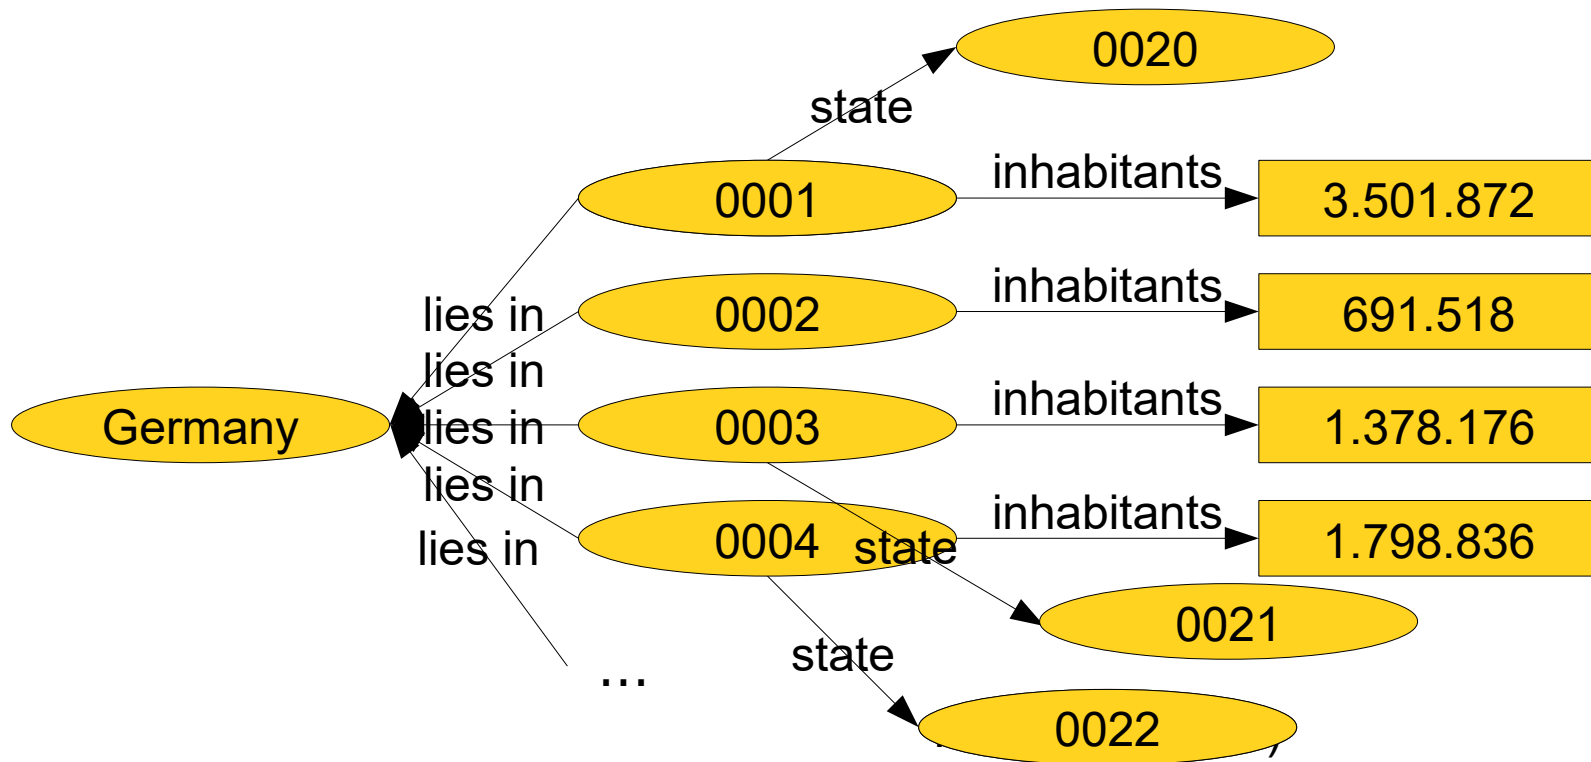 0020
state
inhabitants
0001
3.501.872
inhabitants
lies in
0002
691.518
lies in
inhabitants
Germany
lies in
0003
1.378.176
lies in
inhabitants
0004
1.798.836
lies in
state
0021
state
...
0022